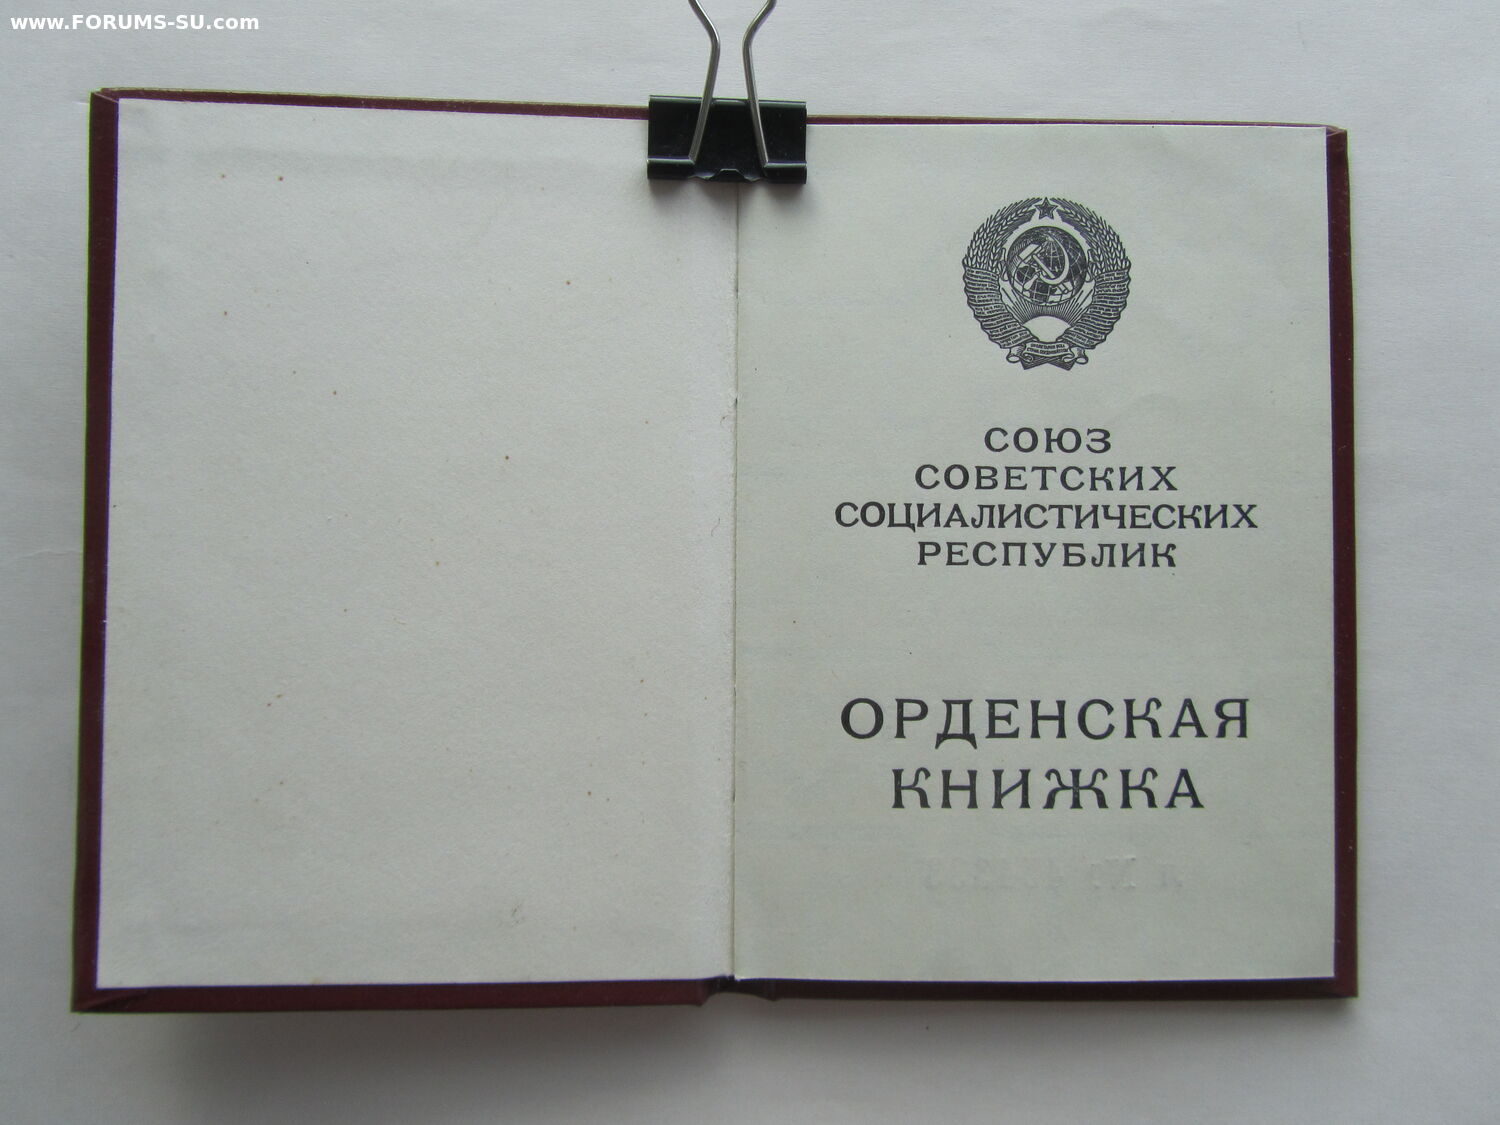 www.FORUMS-SU.com
СОЮЗ
СОВЕТСКИХ
СОЦИАЛИСТИЧЕСКИХ
РЕСПУБЛИК
ОРДЕНСКАЯ
КНИЖКА